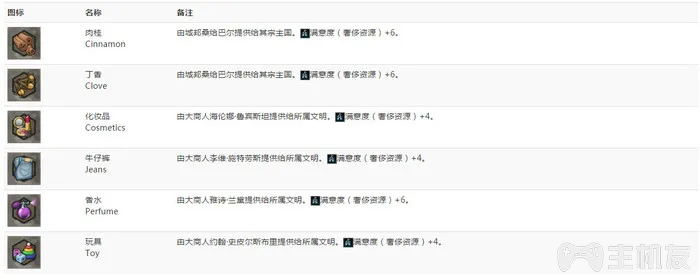 图标 名称 备注
肉桂
Cinnamon
由城邦桑给巴尔提供给其宗主国。满意度（奢侈资源）+6。
丁香
Clove
由城邦桑给巴尔提供给其宗主国。满意度（奢侈资源）+6。
化妆品
Cosmetics
由大商人海伦娜·鲁宾斯坦提供给所属文明。满意度（奢侈资源）+4。
牛仔裤
Jeans
由大商人李维·施特劳斯提供给所属文明。满意度（奢侈资源）+4。
香水
Perfume
由大商人雅诗·兰黛提供给所属文明。满意度（奢侈资源）+6。
玩具
Toy
由大商人约翰·史皮尔斯布里提供给所属文明。满意度（奢侈资源）+4。
主机友